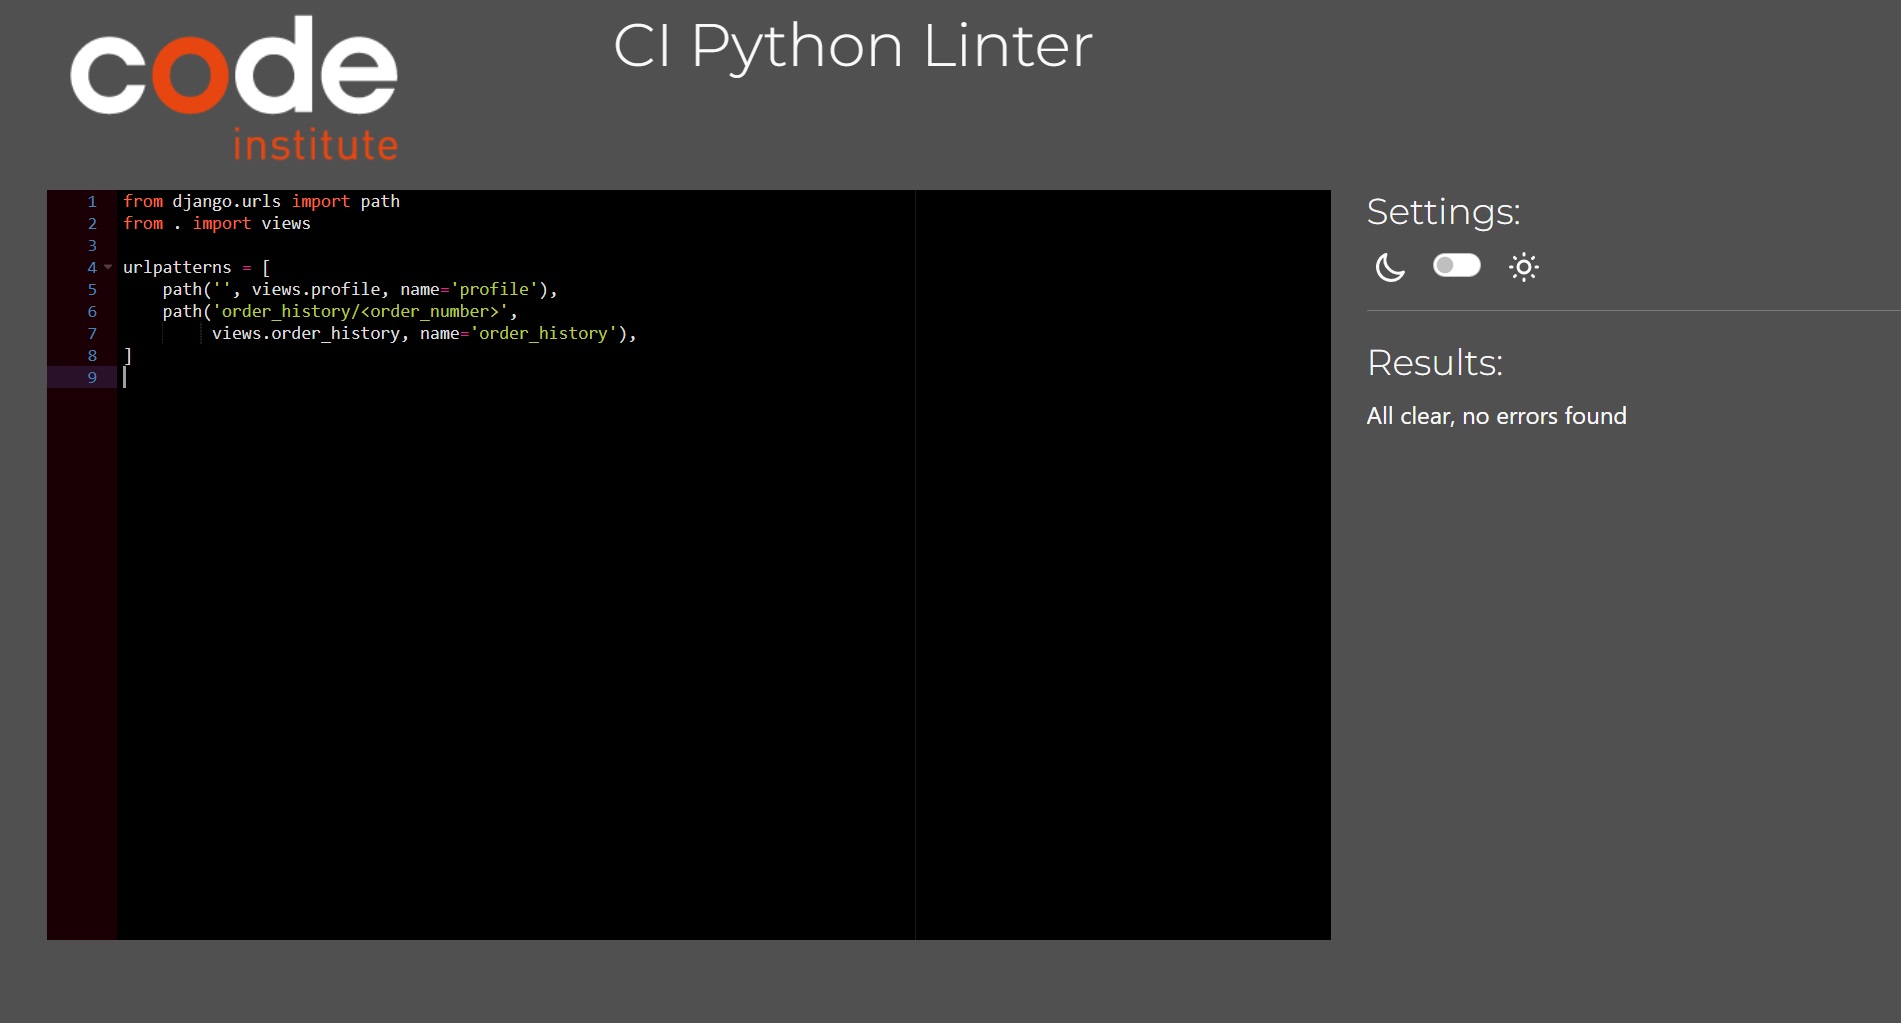 code
institute
CI Python Linter
1 from django.urls import path
2 from . import views
3
4 urlpatterns = [
5     path('', views.profile, name='profile'),
6     path('order_history/<order_number>',
7          views.order_history, name='order_history'),
8 ]
9
Settings:
Results:
All clear, no errors found